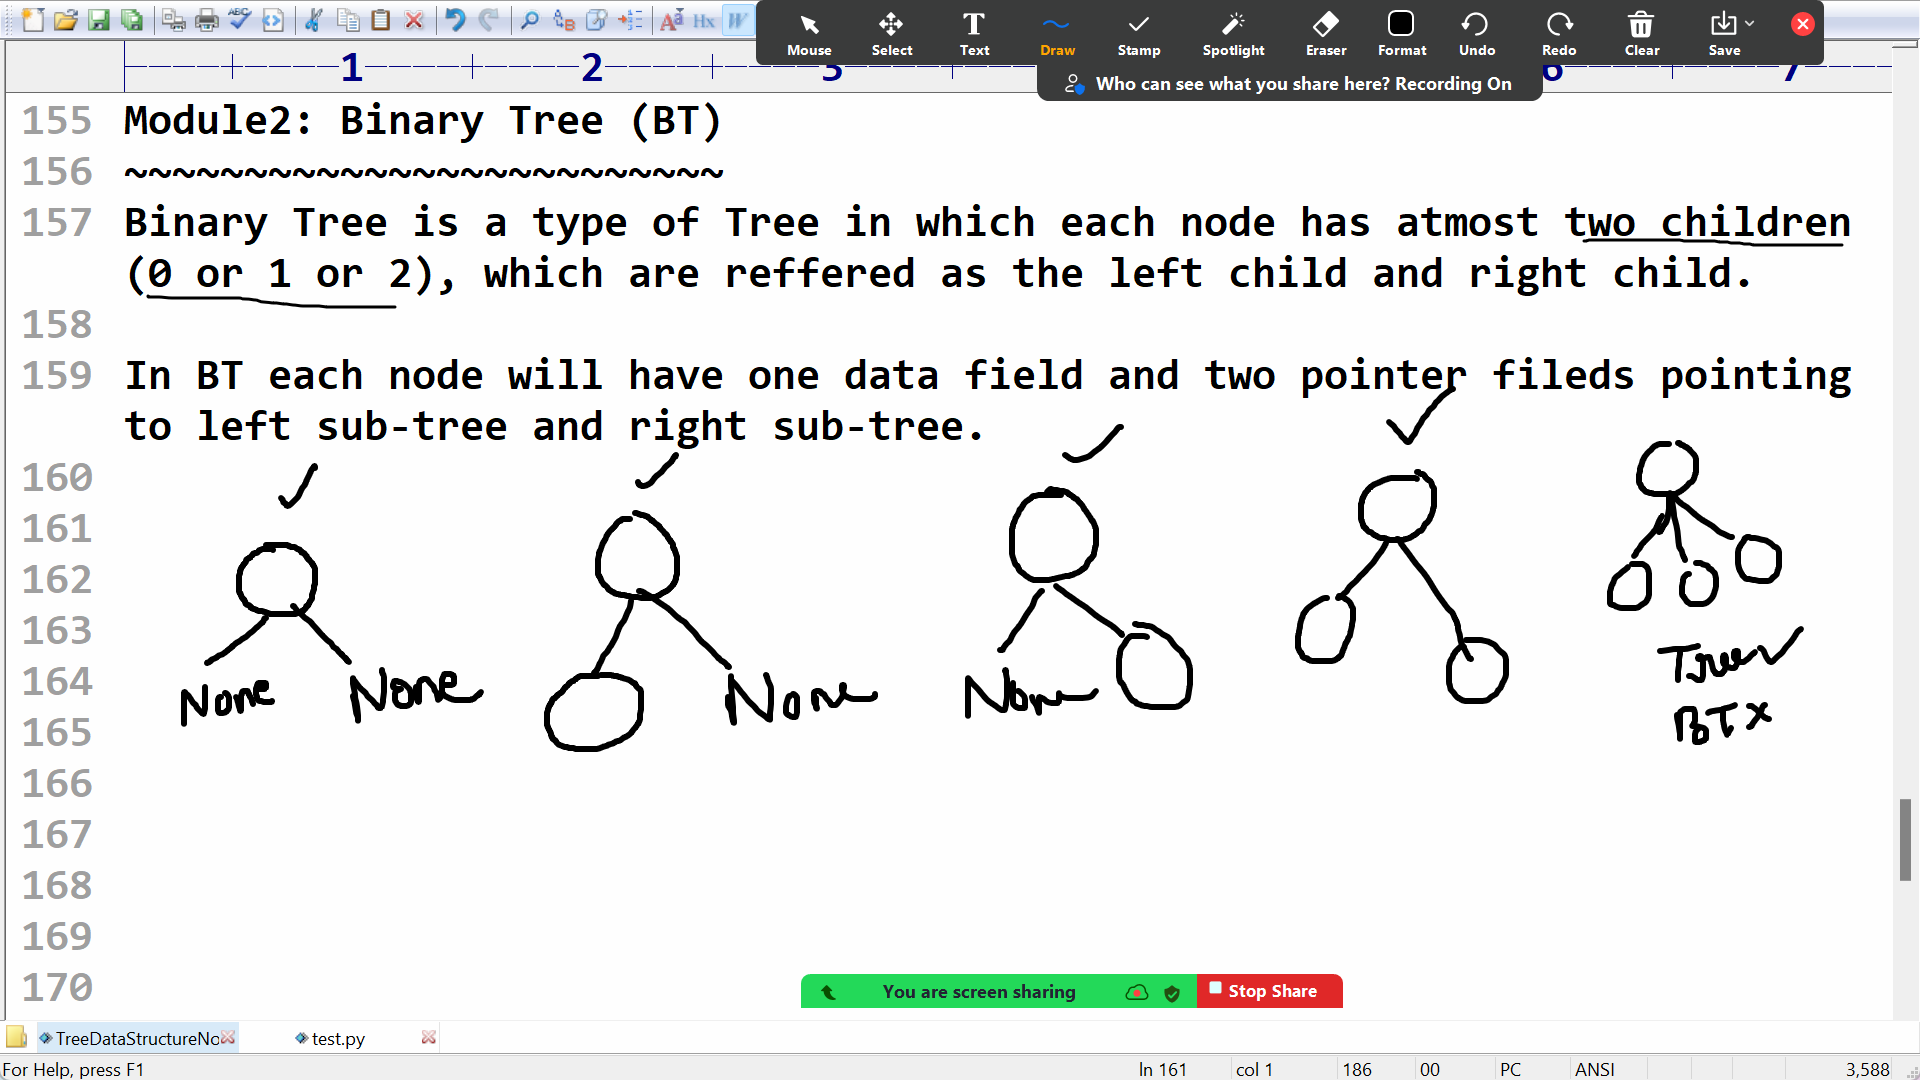 Mouse Select Text Draw Stamp Spotlight Eraser Format Undo Redo Clear Save
Who can see what you share here? Recording On
1 2 3 6 7
155 Module2: Binary Tree (BT)
156 ~~~~~~~~~~~~~~~~~~~~~~~~~
157 Binary Tree is a type of Tree in which each node has atmost two children
(0 or 1 or 2), which are reffered as the left child and right child.
158
159 In BT each node will have one data field and two pointer fileds pointing
to left sub-tree and right sub-tree.
160
161
162
163
164
165
166
167
168
169
170
None None None None Tree
BT x
You are screen sharing Stop Share
TreeDataStructureNo test.py
For Help, press F1 ln 161 col 1 186 00 PC ANSI 3,588